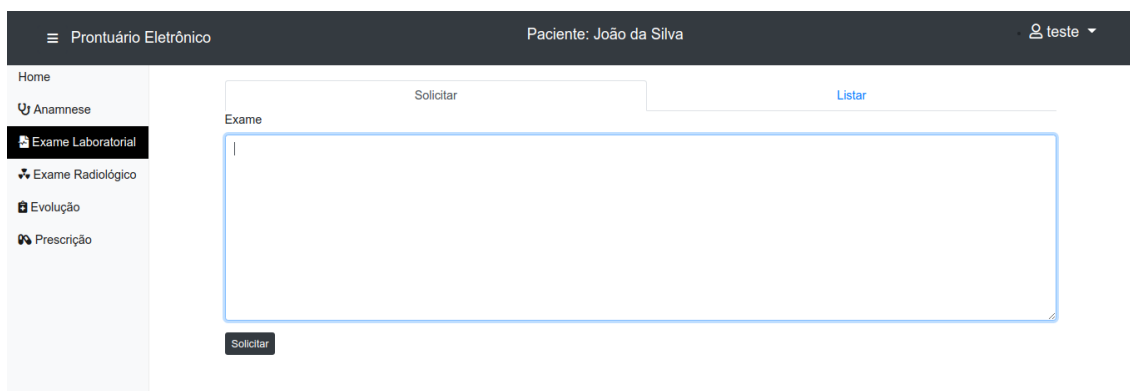 Prontuário Eletrônico
Paciente: João da Silva
teste
Home
Anamnese
Exame Laboratorial
Exame Radiológico
Evolução
Prescrição
Solicitar
Listar
Exame
Solicitar